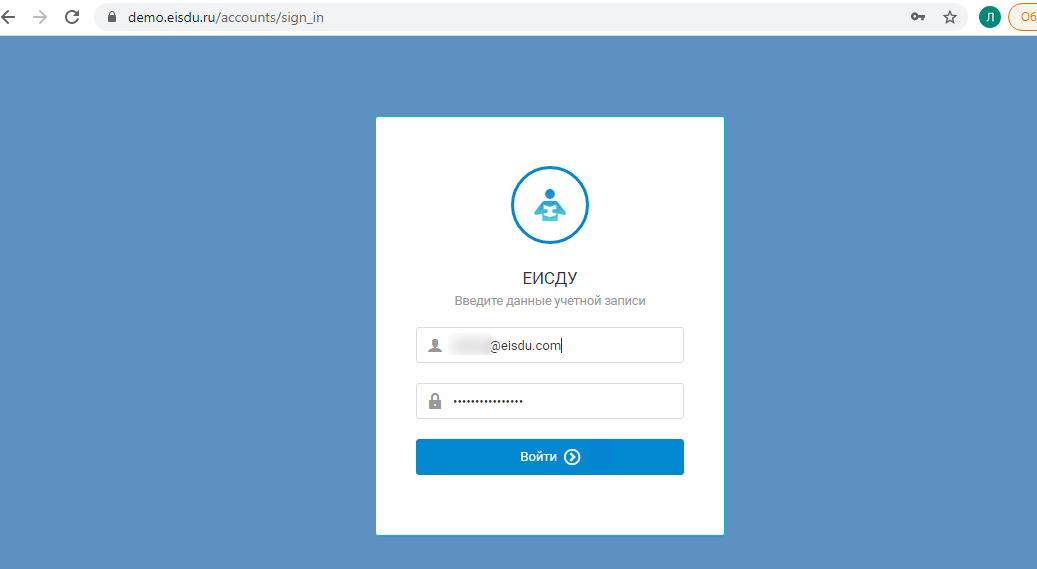 demo.eisdu.ru/accounts/sign_in
Л
Об
ЕИСДУ
Введите данные учетной записи
@eisdu.com
••••••••••••••••
Войти